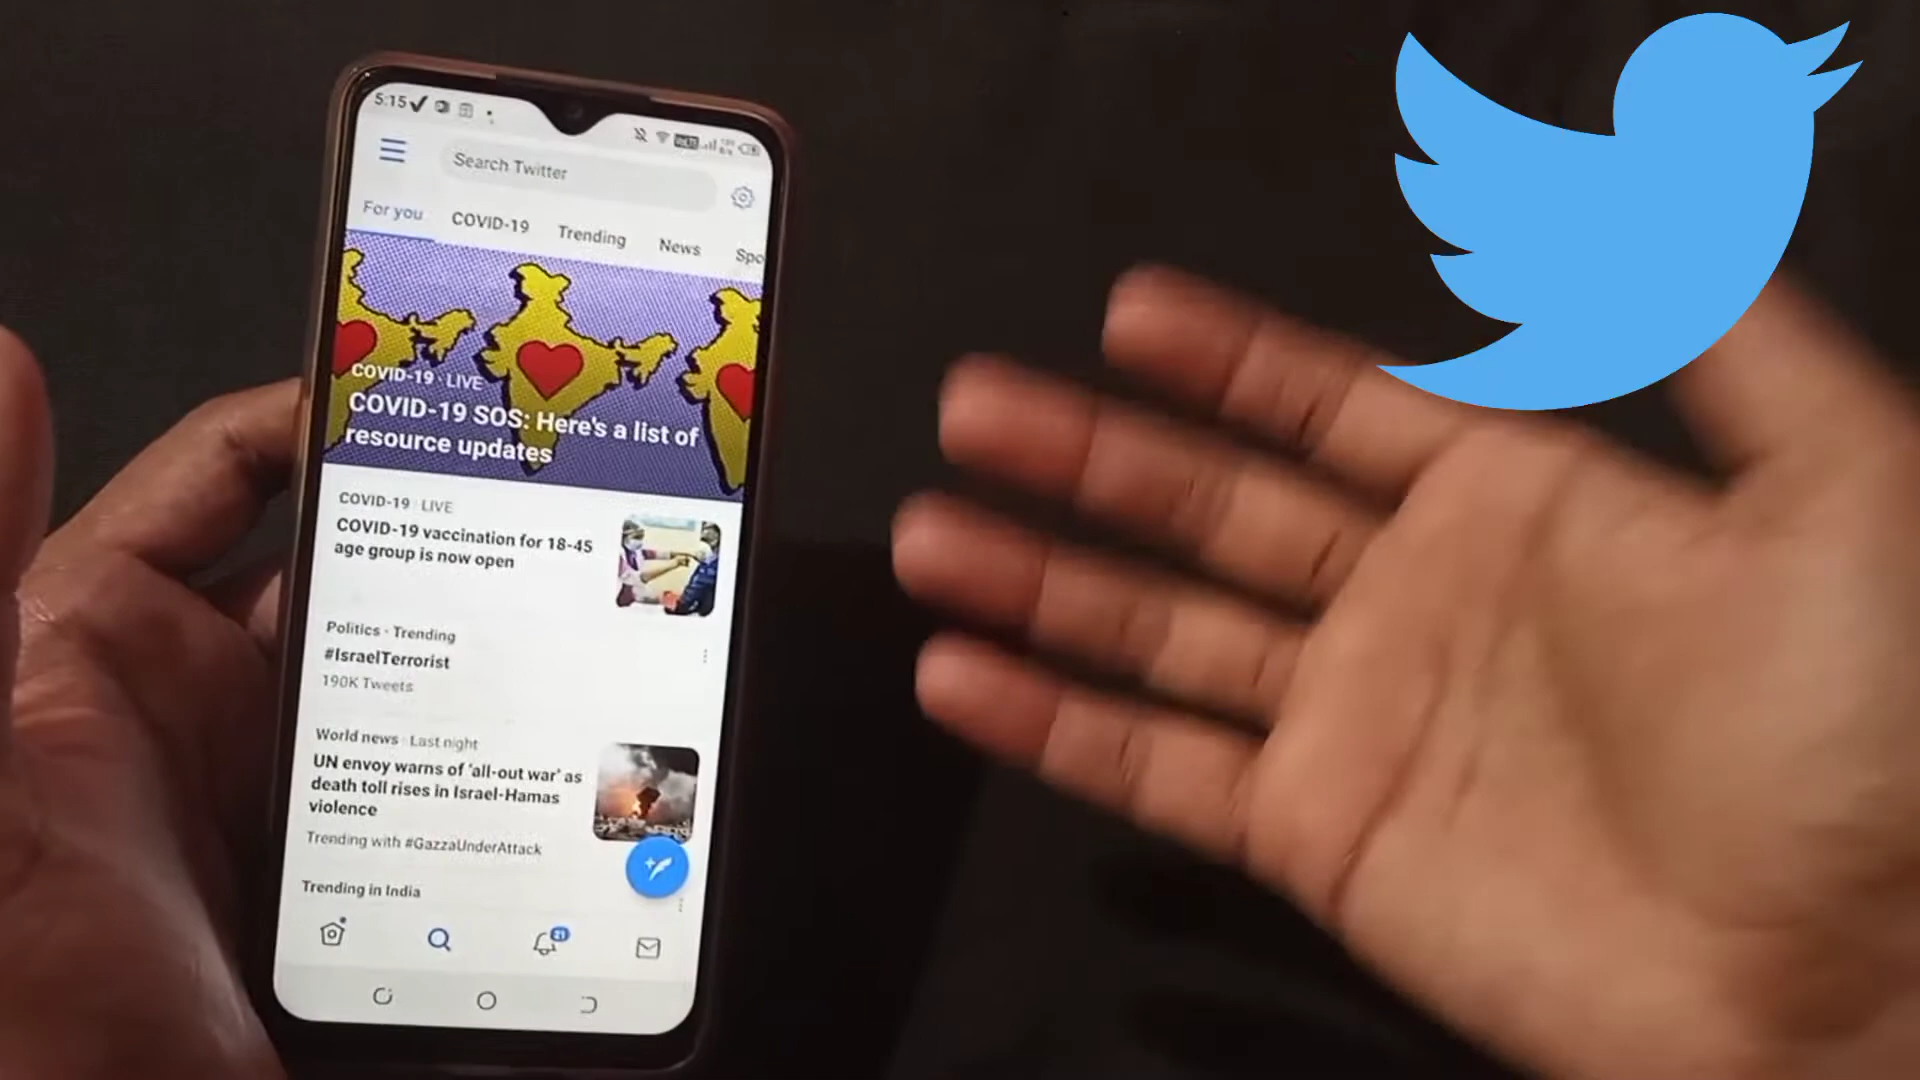 5:15
Search Twitter
For you COVID-19 Trending News Spo
COVID-19 · LIVE
COVID-19 SOS: Here's a list of
resource updates
COVID-19 · LIVE
COVID-19 vaccination for 18-45
age group is now open
Politics · Trending
#IsraelTerrorist
190K Tweets
World news · Last night
UN envoy warns of 'all-out war' as
death toll rises in Israel-Hamas
violence
Trending with #GazzaUnderAttack
Trending in India
21